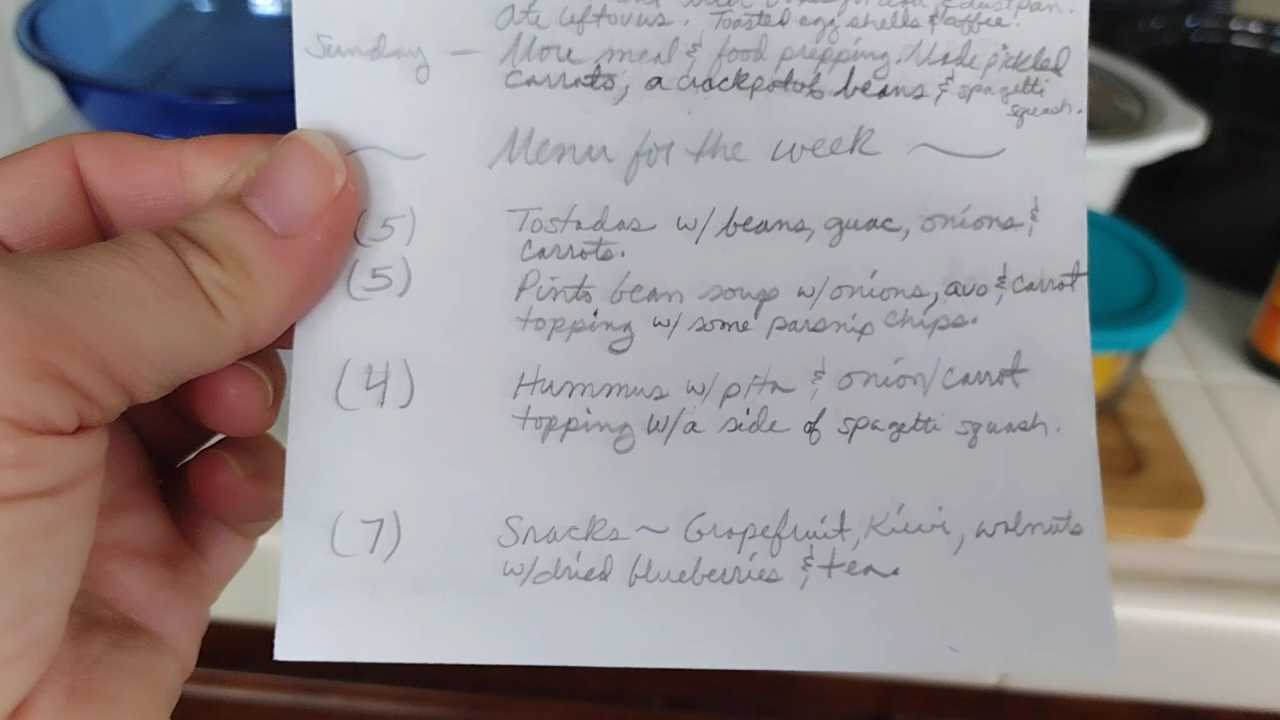 Ate leftovers. Toasted egg shells & coffee.
Sunday — More meal & food prepping. Made pickled
carrots, a crockpot of beans & spagetti
squash.
~ Menu for the week ~
(5) Tostadas w/ beans, guac, onions, &
carrots.
(5) Pinto bean soup w/onions, avo & carrot
topping w/ some parsnip chips.
(4) Hummus w/ pita & onion/carrot
topping w/a side of spagetti squash.
(7) Snacks ~ Grapefruit, Kiwi, walnuts
w/dried blueberries & tea.